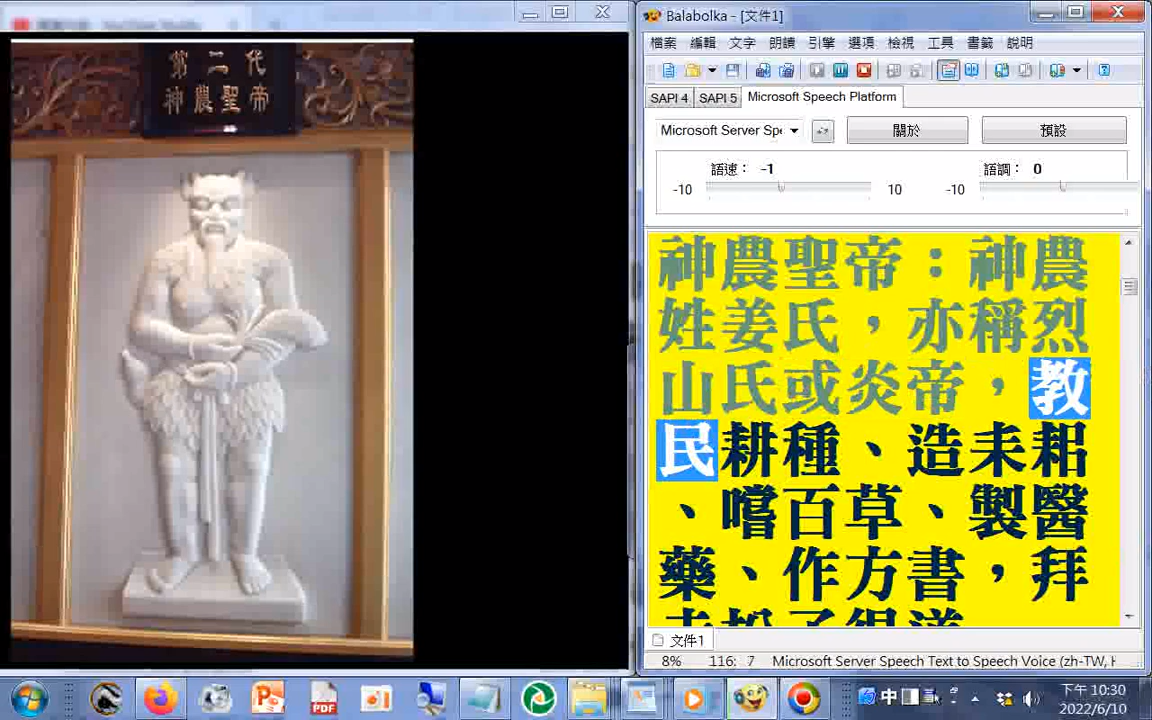 第二代
神農聖帝
Balabolka - [文件1]
檔案 編輯 文字 朗讀 引擎 選項 檢視 工具 書籤 說明
SAPI 4 SAPI 5 Microsoft Speech Platform
Microsoft Server Spe 關於 預設
語速： -1 語調： 0
-10 10 -10
神農聖帝：神農
姓姜氏，亦稱烈
山氏或炎帝，教
民耕種、造耒耜
、嚐百草、製醫
藥、作方書，拜
文件1
8% 116: 7 Microsoft Server Speech Text to Speech Voice (zh-TW, H
中 下午 10:30
2022/6/10